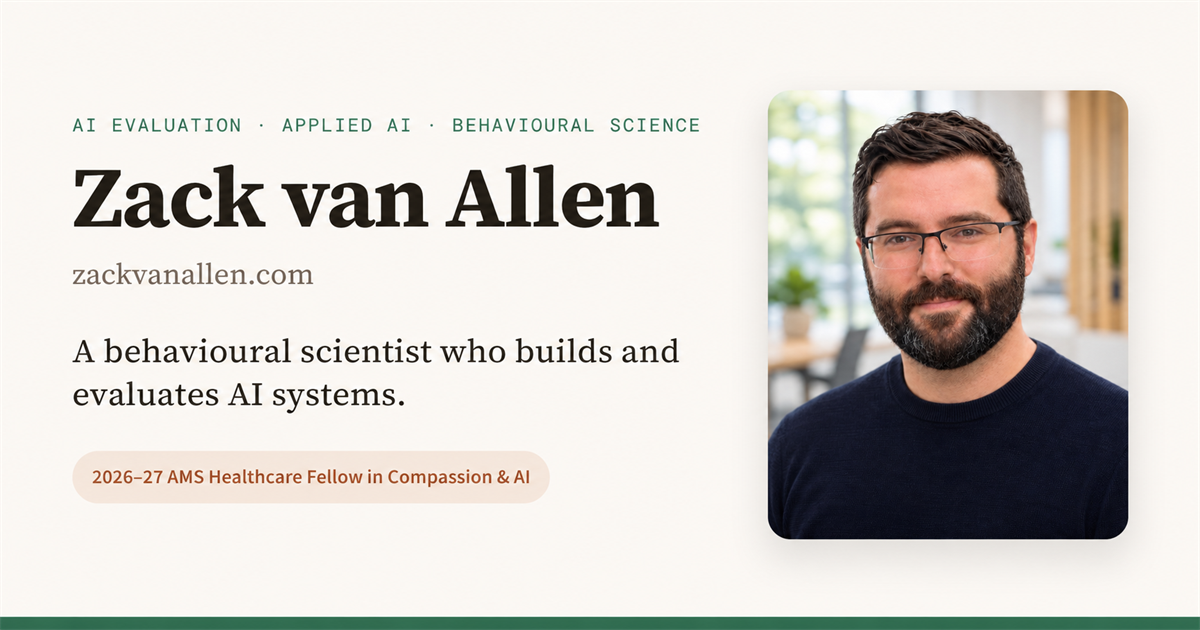 AI EVALUATION · APPLIED AI · BEHAVIOURAL SCIENCE
Zack van Allen
zackvanallen.com
A behavioural scientist who builds and
evaluates AI systems.
2026–27 AMS Healthcare Fellow in Compassion & AI